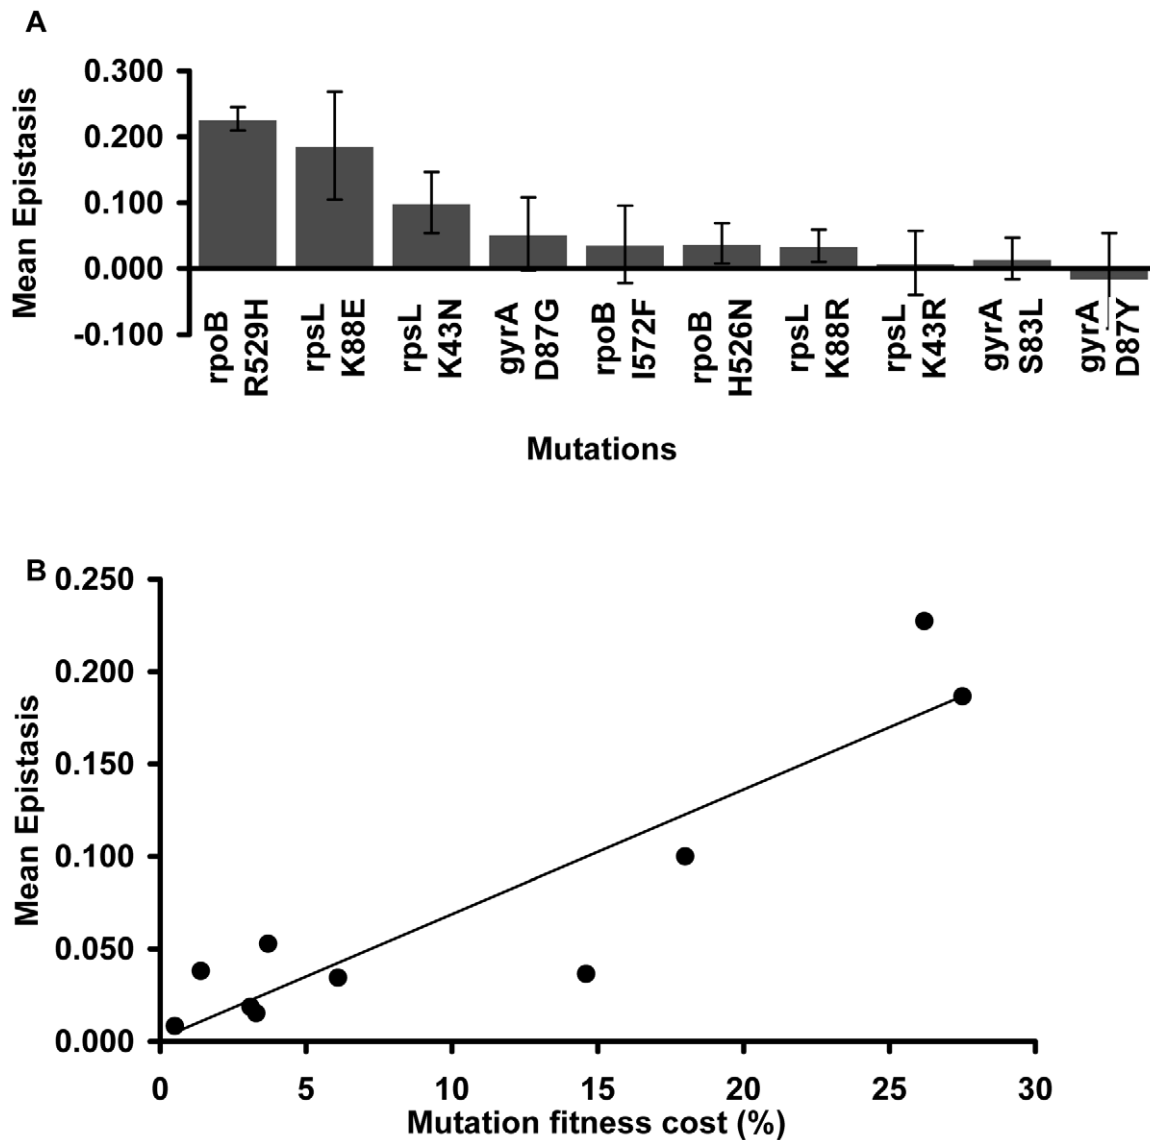 A
Mean Epistasis
0.300
0.200
0.100
0.000
-0.100
rpoB
R529H
rpsL
K88E
rpsL
K43N
gyrA
D87G
rpoB
I572F
rpoB
H526N
rpsL
K88R
rpsL
K43R
gyrA
S83L
gyrA
D87Y
Mutations
B
Mean Epistasis
0.250
0.200
0.150
0.100
0.050
0.000
0 5 10 15 20 25 30
Mutation fitness cost (%)